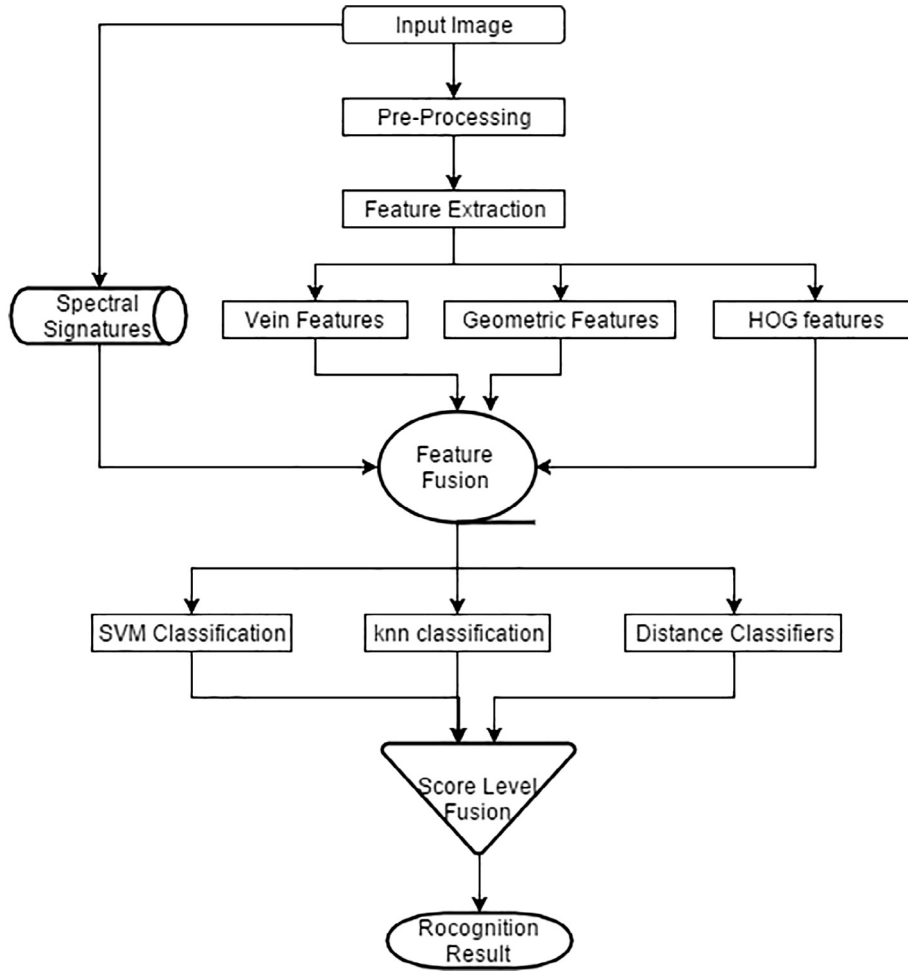 Input Image
Pre-Processing
Feature Extraction
Spectral
Signatures
Vein Features
Geometric Features
HOG features
Feature
Fusion
SVM Classification
knn classification
Distance Classifiers
Score Level
Fusion
Rocognition
Result